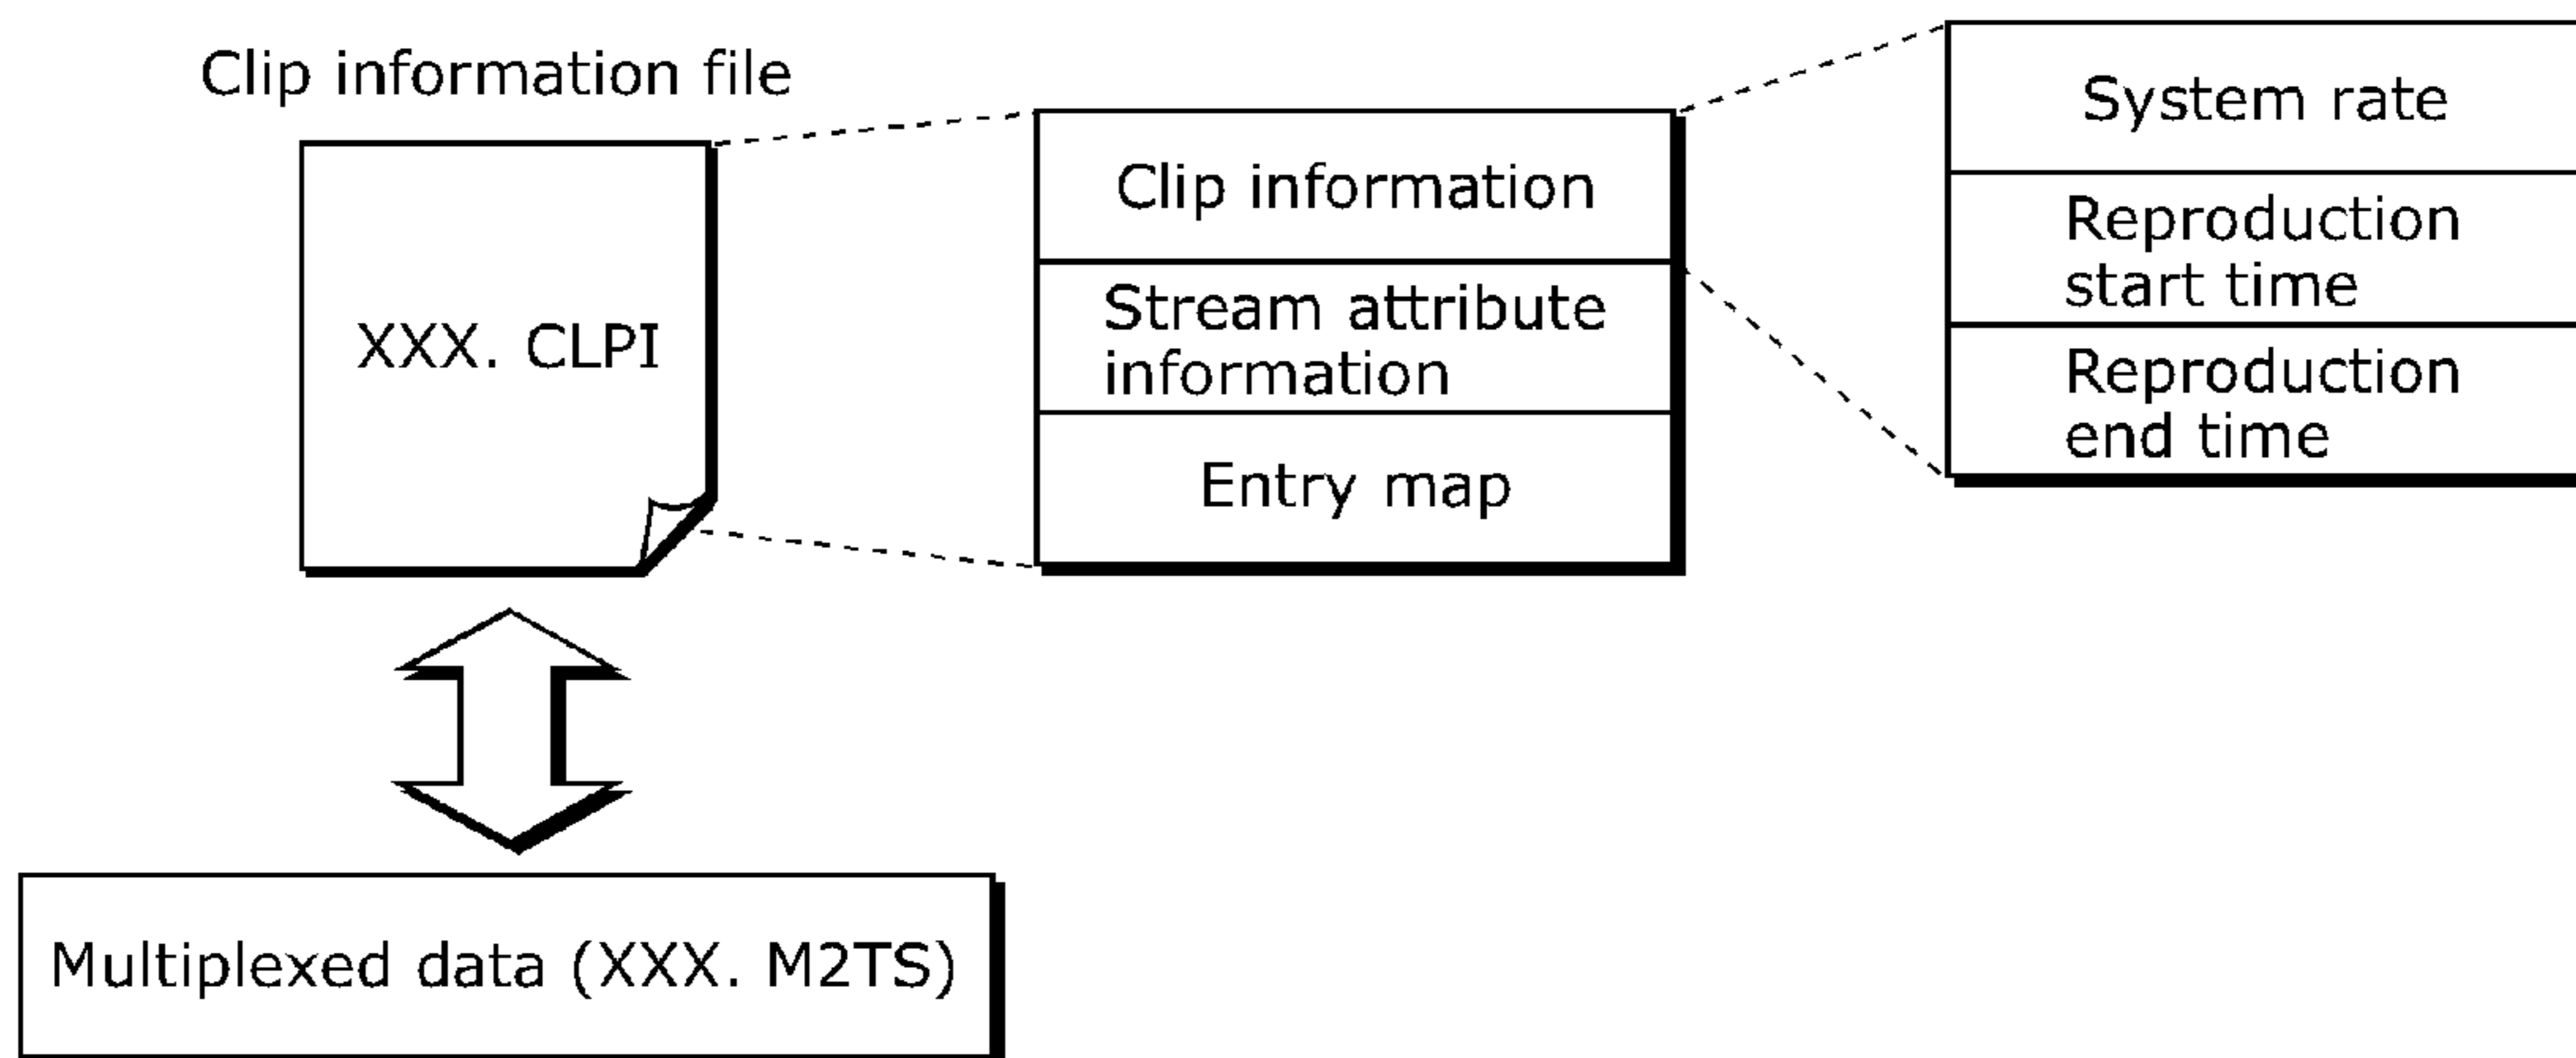 Clip information file
XXX. CLPI
Clip information
Stream attribute
information
Entry map
System rate
Reproduction
start time
Reproduction
end time
Multiplexed data (XXX. M2TS)